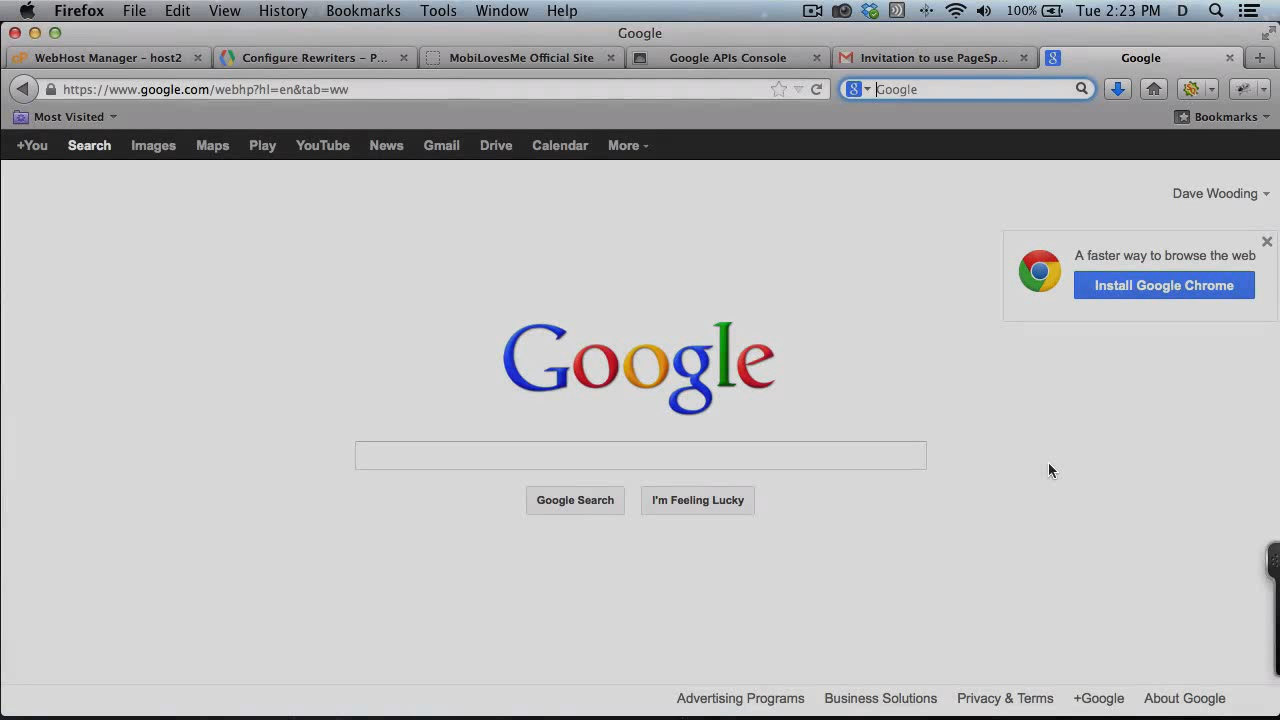 Firefox File Edit View History Bookmarks Tools Window Help 100% Tue 2:23 PM D
Google
cP WebHost Manager - host2 Configure Rewriters – P... MobiLovesMe Official Site Google APIs Console Invitation to use PageSp... Google
https://www.google.com/webhp?hl=en&tab=ww Google
Most Visited Bookmarks
+You Search Images Maps Play YouTube News Gmail Drive Calendar More
Dave Wooding
A faster way to browse the web
Install Google Chrome
Google
Google Search I'm Feeling Lucky
Advertising Programs Business Solutions Privacy & Terms +Google About Google